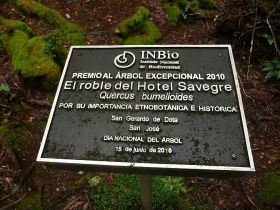 INBio
Instituto Nacional
de Biodiversidad
PREMIO AL ÁRBOL EXCEPCIONAL 2010
El roble del Hotel Savegre
Quercus bumelioides
POR SU IMPORTANCIA ETNOBOTÁNICA E HISTÓRICA
San Gerardo de Dota
San José
DIA NACIONAL DEL ÁRBOL
15 de junio de 2010